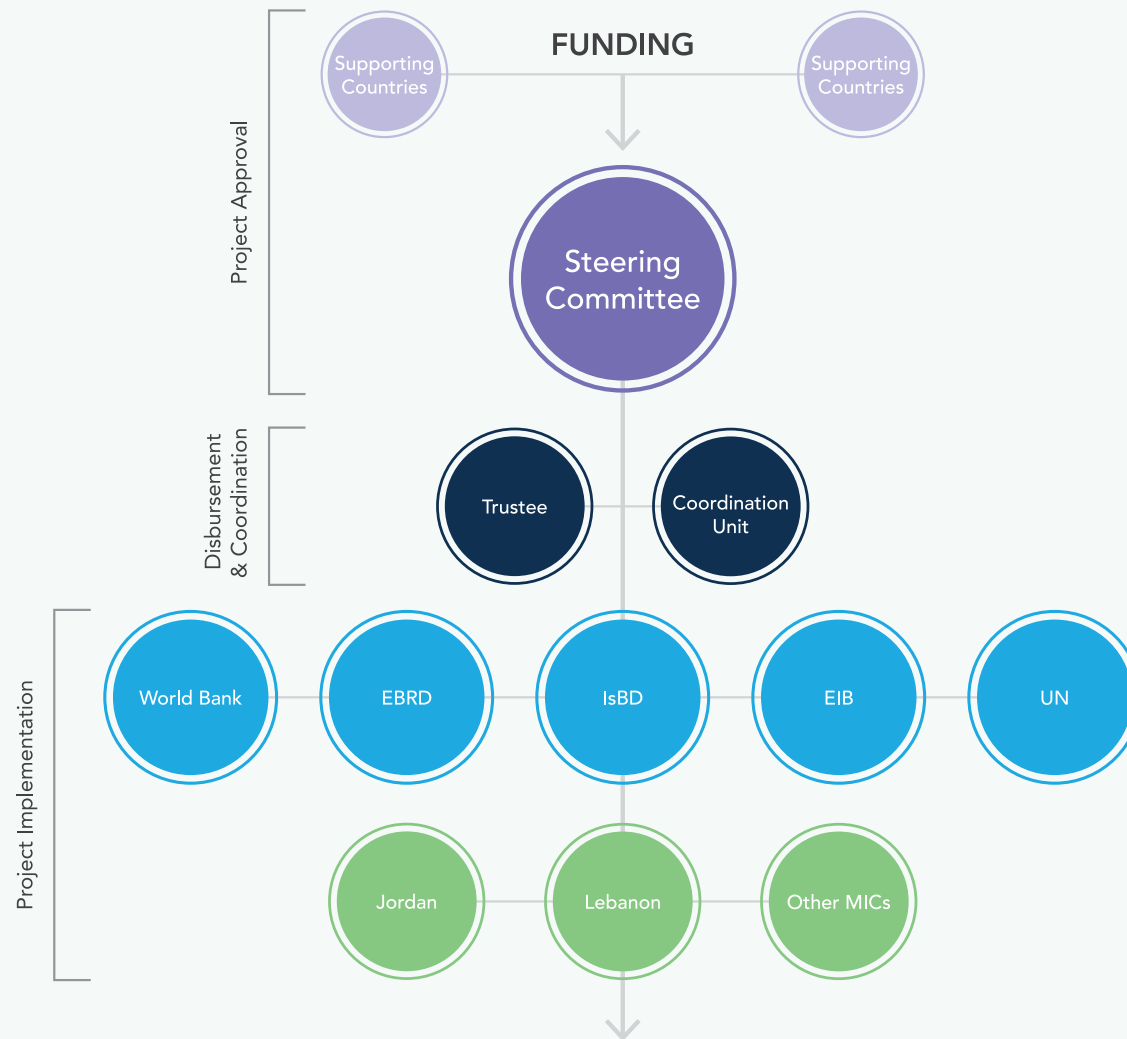 FUNDING
Supporting
Countries
Supporting
Countries
Project Approval
Steering
Committee
Disbursement
& Coordination
Trustee
Coordination
Unit
Project Implementation
World Bank
EBRD
IsBD
EIB
UN
Jordan
Lebanon
Other MICs